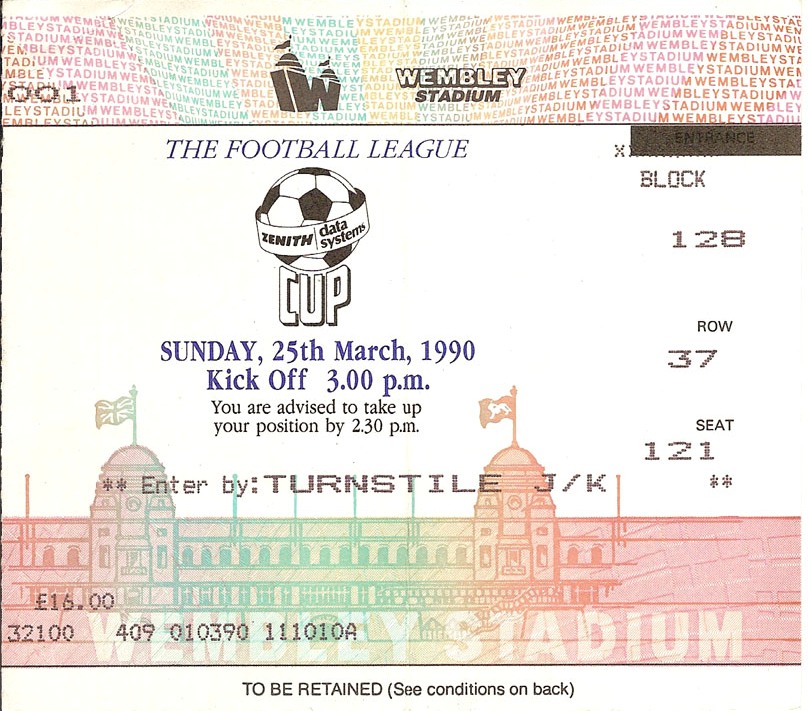 001
WEMBLEY
STADIUM
ENTRANCE
THE FOOTBALL LEAGUE
BLOCK
ZENITH data systems
CUP
128
SUNDAY, 25th March, 1990
Kick Off 3.00 p.m.
ROW
37
You are advised to take up
your position by 2.30 p.m.
SEAT
121
** Enter by:TURNSTILE J/K **
£16.00
32100 409 010390 111010A
WEMBLEY STADIUM
TO BE RETAINED (See conditions on back)